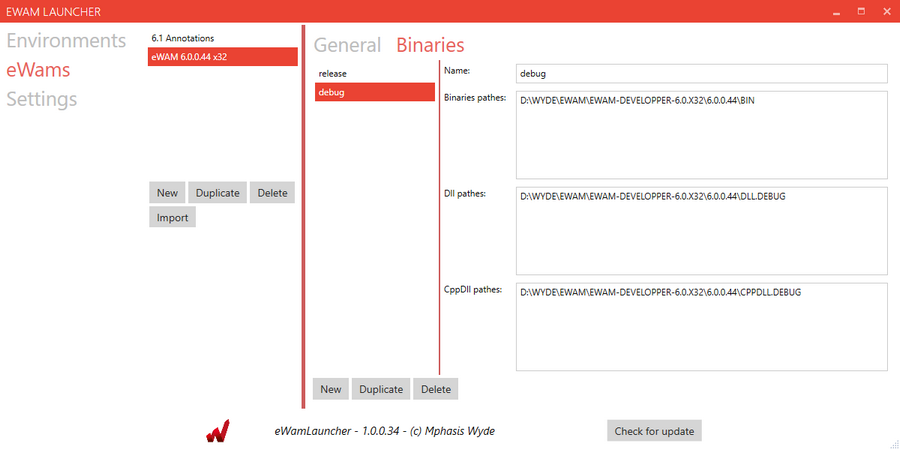 EWAM LAUNCHER
Environments
eWams
Settings
6.1 Annotations
eWAM 6.0.0.44 x32
New Duplicate Delete
Import
General Binaries
release
debug
Name: debug
Binaries pathes: D:\WYDE\EWAM\EWAM-DEVELOPPER-6.0.X32\6.0.0.44\BIN
Dll pathes: D:\WYDE\EWAM\EWAM-DEVELOPPER-6.0.X32\6.0.0.44\DLL.DEBUG
CppDll pathes: D:\WYDE\EWAM\EWAM-DEVELOPPER-6.0.X32\6.0.0.44\CPPDLL.DEBUG
New Duplicate Delete
eWamLauncher - 1.0.0.34 - (c) Mphasis Wyde
Check for update